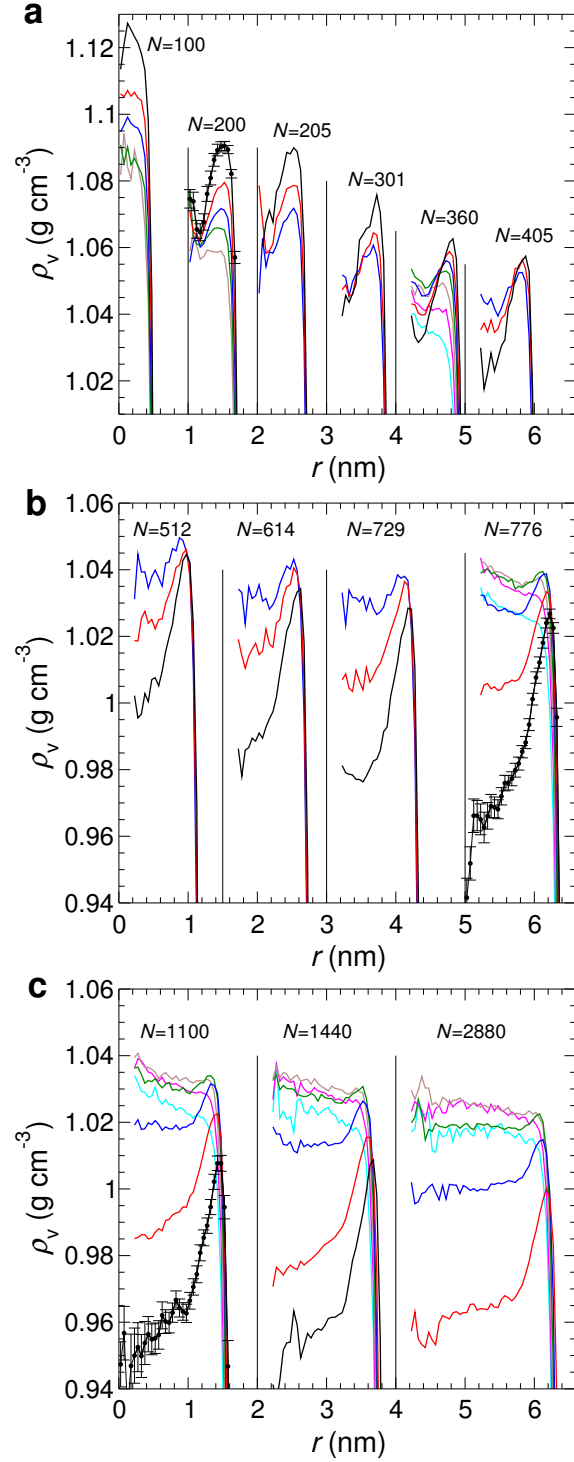 a
1.12
1.1
1.08
1.06
1.04
1.02
ρv (g cm⁻³)
N=100
N=200
N=205
N=301
N=360
N=405
0 1 2 3 4 5 6
r (nm)
b
1.06
1.04
1.02
1
0.98
0.96
0.94
ρv (g cm⁻³)
N=512
N=614
N=729
N=776
0 1 2 3 4 5 6
r (nm)
c
1.06
1.04
1.02
1
0.98
0.96
0.94
ρv (g cm⁻³)
N=1100
N=1440
N=2880
0 1 2 3 4 5 6
r (nm)